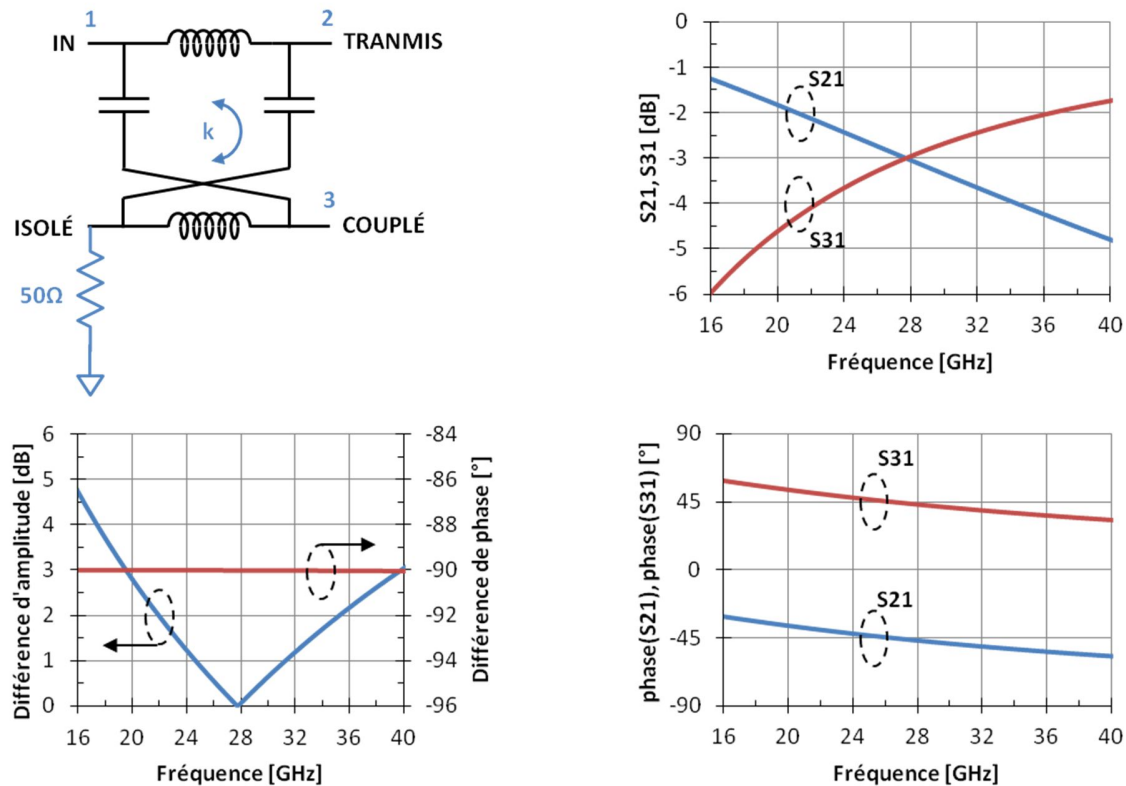 1
2
IN
TRANMIS
k
3
ISOLÉ
COUPLÉ
50Ω
S21, S31 [dB]
0
-1
-2
-3
-4
-5
-6
S21
S31
16 20 24 28 32 36 40
Fréquence [GHz]
Différence d'amplitude [dB]
6
5
4
3
2
1
0
-84
-86
-88
-90
-92
-94
-96
Différence de phase [°]
16 20 24 28 32 36 40
Fréquence [GHz]
phase(S21), phase(S31) [°]
90
45
0
-45
-90
S31
S21
16 20 24 28 32 36 40
Fréquence [GHz]